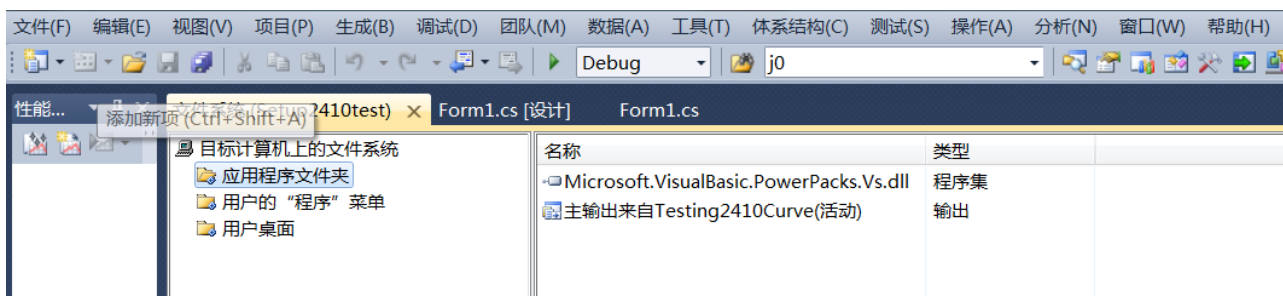 文件(F) 编辑(E) 视图(V) 项目(P) 生成(B) 调试(D) 团队(M) 数据(A) 工具(T) 体系结构(C) 测试(S) 操作(A) 分析(N) 窗口(W) 帮助(H)
Debug j0
性能... 文件系统 (Setup2410test) Form1.cs [设计] Form1.cs
添加新项 (Ctrl+Shift+A)
目标计算机上的文件系统 名称 类型
应用程序文件夹 Microsoft.VisualBasic.PowerPacks.Vs.dll 程序集
用户的“程序”菜单 主输出来自Testing2410Curve(活动) 输出
用户桌面